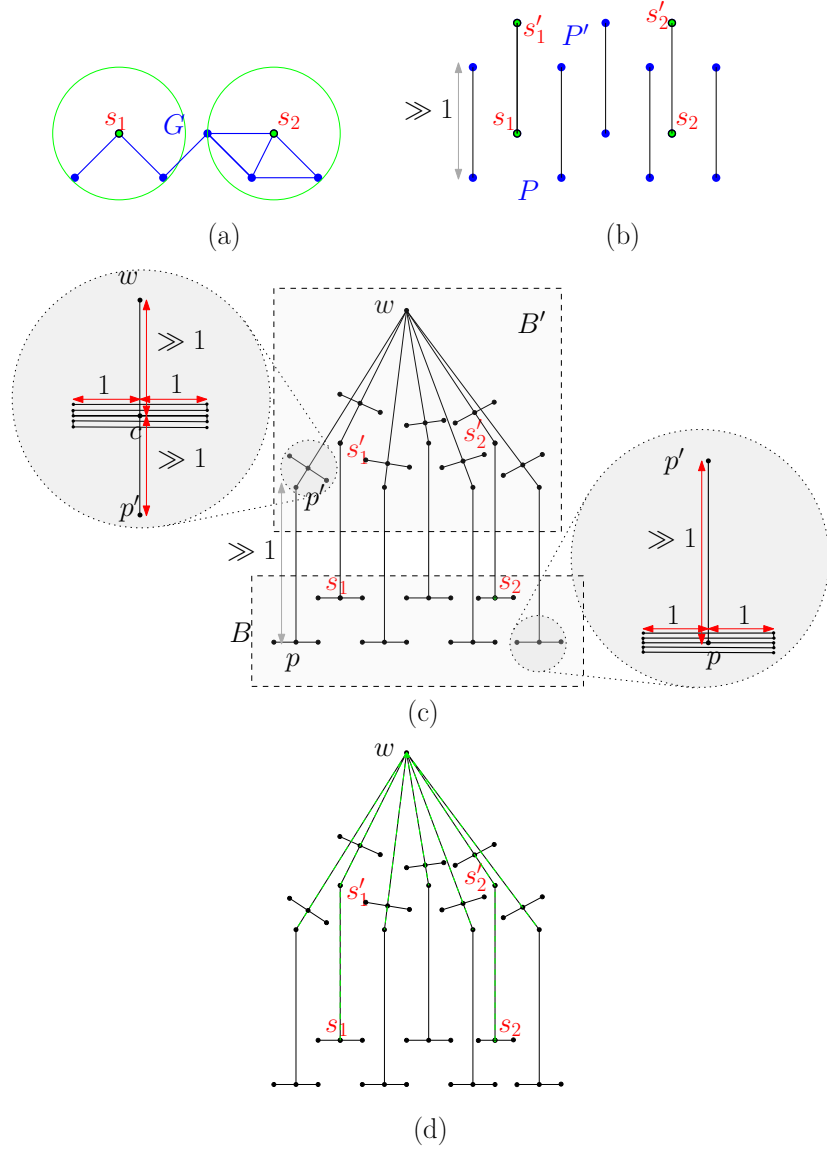 s₁ G s₂
(a)
s′₁ P′ s′₂
≫ 1
s₁ s₂
P
(b)
w
≫ 1
1 1
c
≫ 1
p′
w
B′
s′₁ s′₂
p′
≫ 1
s₁ s₂
B
p
p′
≫ 1
1 1
p
(c)
w
s′₁ s′₂
s₁ s₂
(d)